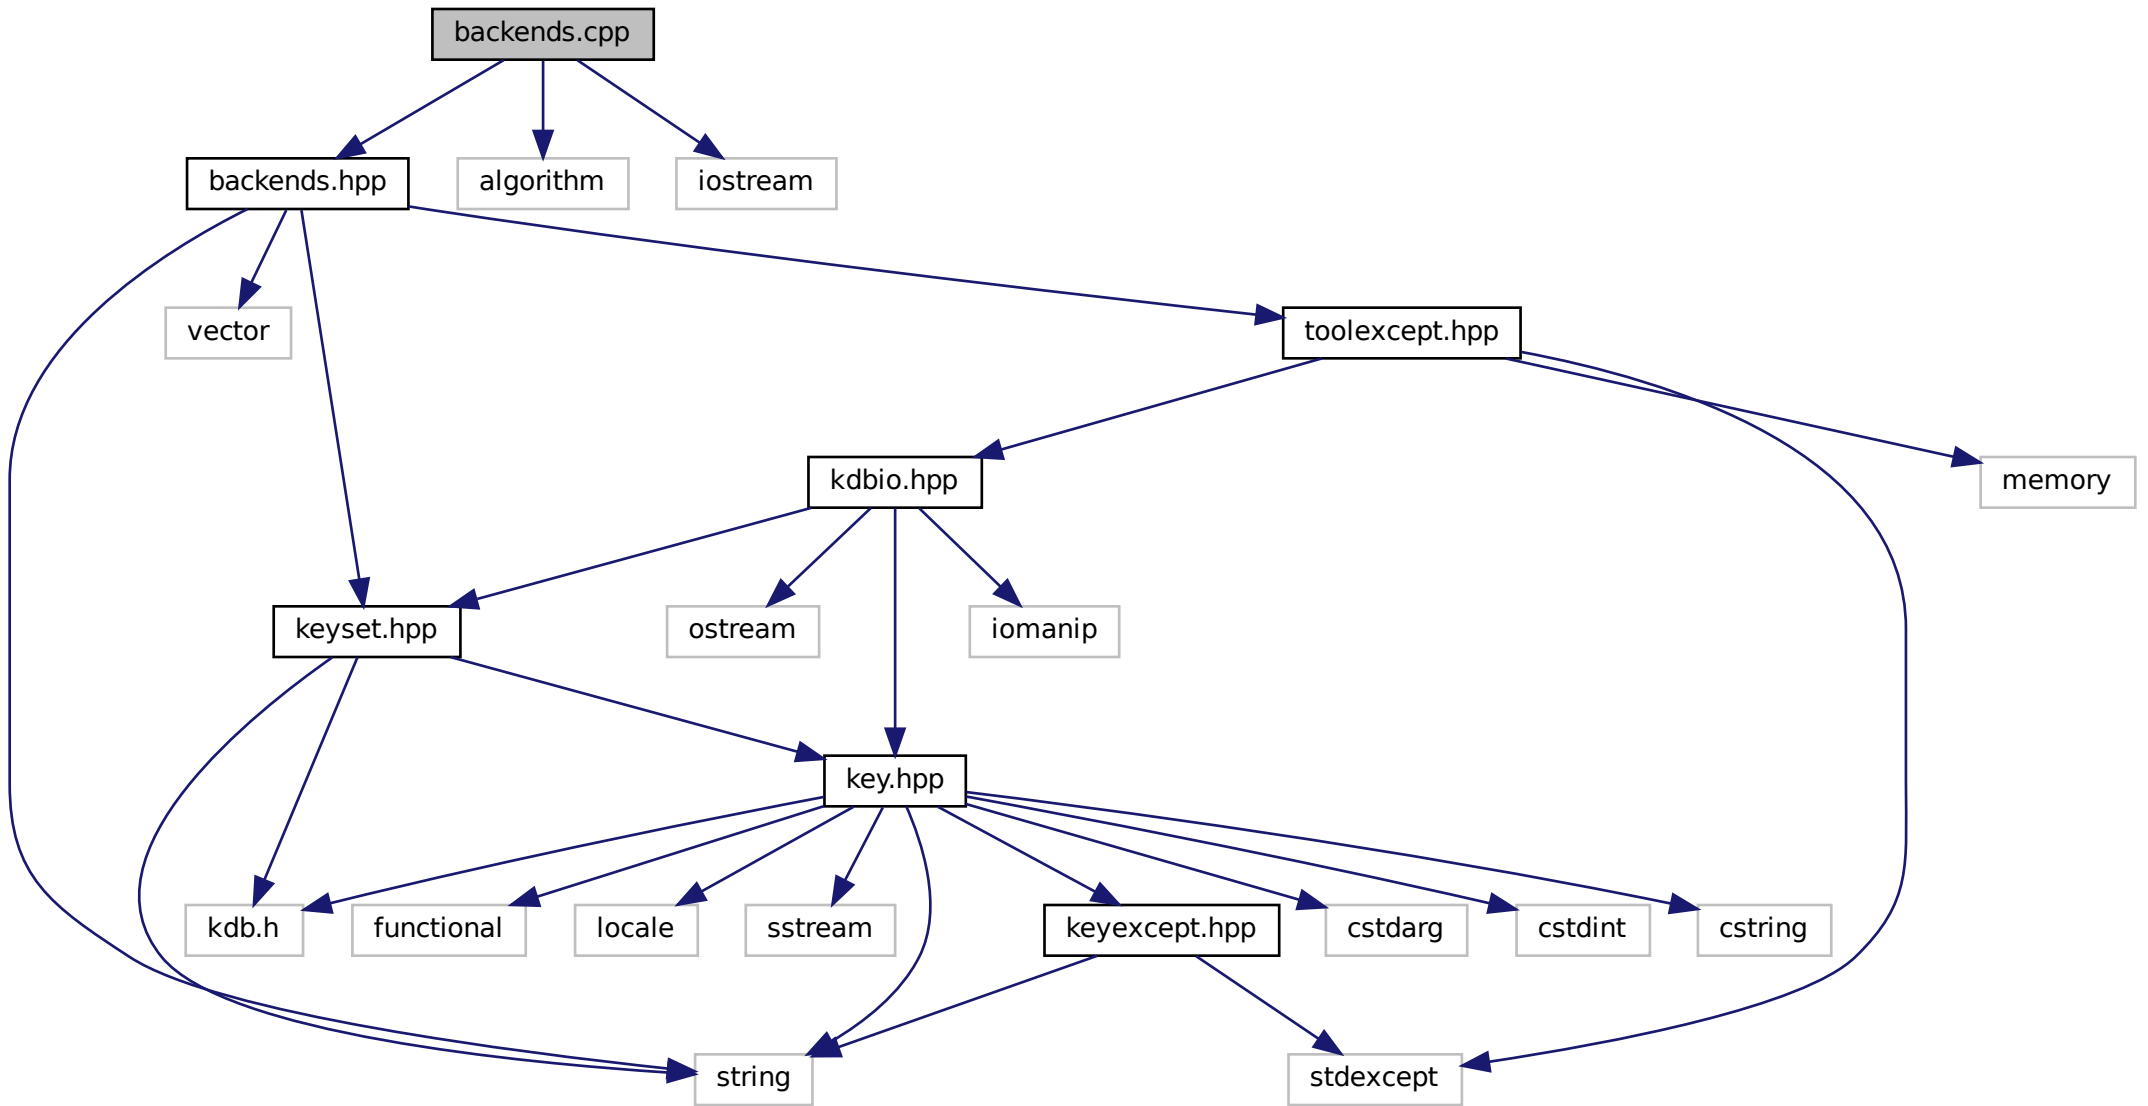 backends.cpp
backends.hpp
algorithm
iostream
vector
toolexcept.hpp
kdbio.hpp
memory
keyset.hpp
ostream
iomanip
key.hpp
kdb.h
functional
locale
sstream
keyexcept.hpp
cstdarg
cstdint
cstring
string
stdexcept